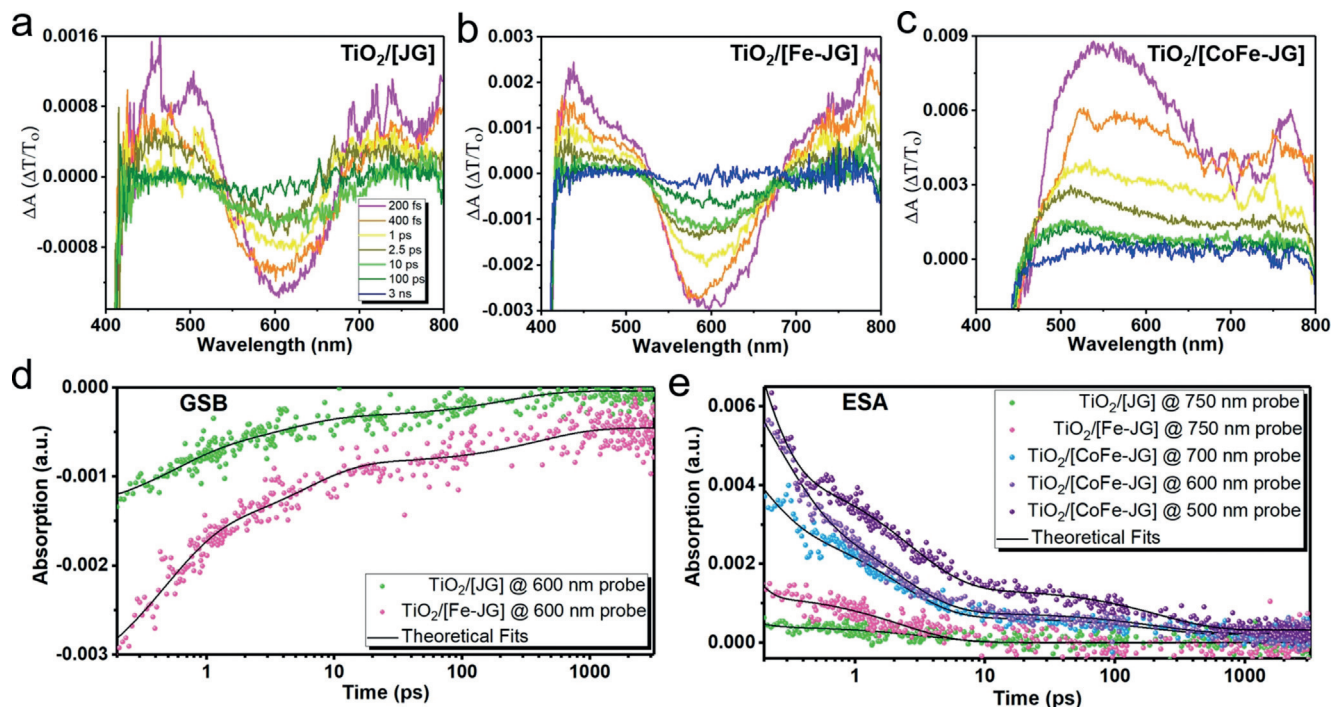 a
TiO₂/[JG]
0.0016
0.0008
0.0000
-0.0008
ΔA (ΔT/Tₒ)
200 fs
400 fs
1 ps
2.5 ps
10 ps
100 ps
3 ns
400 500 600 700 800
Wavelength (nm)
b
TiO₂/[Fe-JG]
0.003
0.002
0.001
0.000
-0.001
-0.002
-0.003
ΔA (ΔT/Tₒ)
400 500 600 700 800
Wavelength (nm)
c
TiO₂/[CoFe-JG]
0.009
0.006
0.003
0.000
ΔA (ΔT/Tₒ)
400 500 600 700 800
Wavelength (nm)
d
GSB
0.000
-0.001
-0.002
-0.003
Absorption (a.u.)
TiO₂/[JG] @ 600 nm probe
TiO₂/[Fe-JG] @ 600 nm probe
Theoretical Fits
1 10 100 1000
Time (ps)
e
ESA
0.006
0.004
0.002
0.000
Absorption (a.u.)
TiO₂/[JG] @ 750 nm probe
TiO₂/[Fe-JG] @ 750 nm probe
TiO₂/[CoFe-JG] @ 700 nm probe
TiO₂/[CoFe-JG] @ 600 nm probe
TiO₂/[CoFe-JG] @ 500 nm probe
Theoretical Fits
1 10 100 1000
Time (ps)